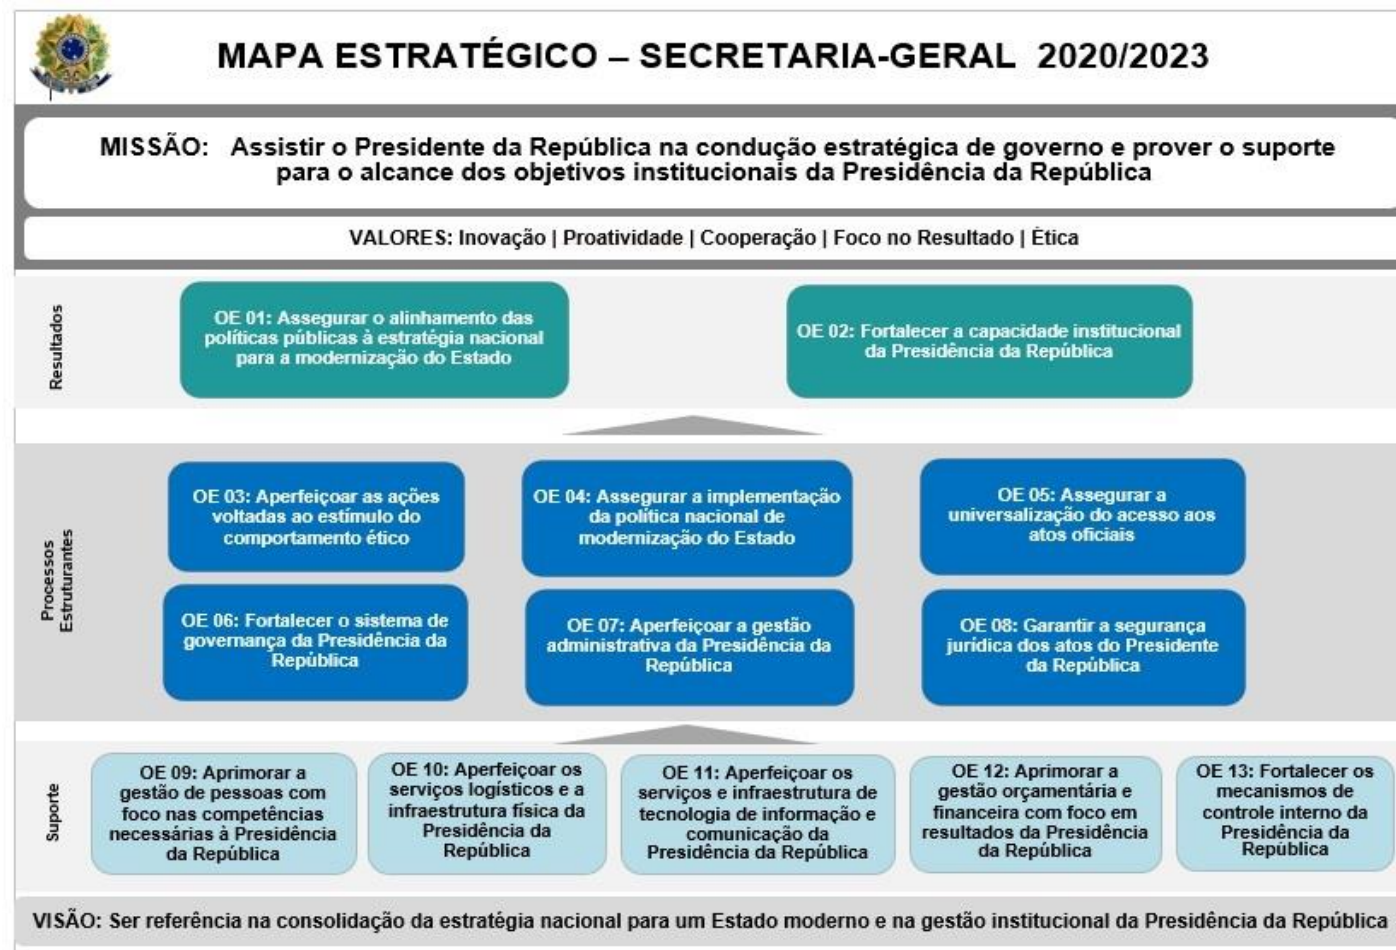 MAPA ESTRATÉGICO – SECRETARIA-GERAL 2020/2023
MISSÃO: Assistir o Presidente da República na condução estratégica de governo e prover o suporte
para o alcance dos objetivos institucionais da Presidência da República
VALORES: Inovação | Proatividade | Cooperação | Foco no Resultado | Ética
Resultados
OE 01: Assegurar o alinhamento das
políticas públicas à estratégia nacional
para a modernização do Estado
OE 02: Fortalecer a capacidade institucional
da Presidência da República
Processos
Estruturantes
OE 03: Aperfeiçoar as ações
voltadas ao estímulo do
comportamento ético
OE 04: Assegurar a implementação
da política nacional de
modernização do Estado
OE 05: Assegurar a
universalização do acesso aos
atos oficiais
OE 06: Fortalecer o sistema de
governança da Presidência da
República
OE 07: Aperfeiçoar a gestão
administrativa da Presidência da
República
OE 08: Garantir a segurança
jurídica dos atos do Presidente
da República
Suporte
OE 09: Aprimorar a
gestão de pessoas com
foco nas competências
necessárias à Presidência
da República
OE 10: Aperfeiçoar os
serviços logísticos e a
infraestrutura física da
Presidência da
República
OE 11: Aperfeiçoar os
serviços e infraestrutura de
tecnologia de informação e
comunicação da
Presidência da República
OE 12: Aprimorar a
gestão orçamentária e
financeira com foco em
resultados da Presidência
da República
OE 13: Fortalecer os
mecanismos de
controle interno da
Presidência da
República
VISÃO: Ser referência na consolidação da estratégia nacional para um Estado moderno e na gestão institucional da Presidência da República